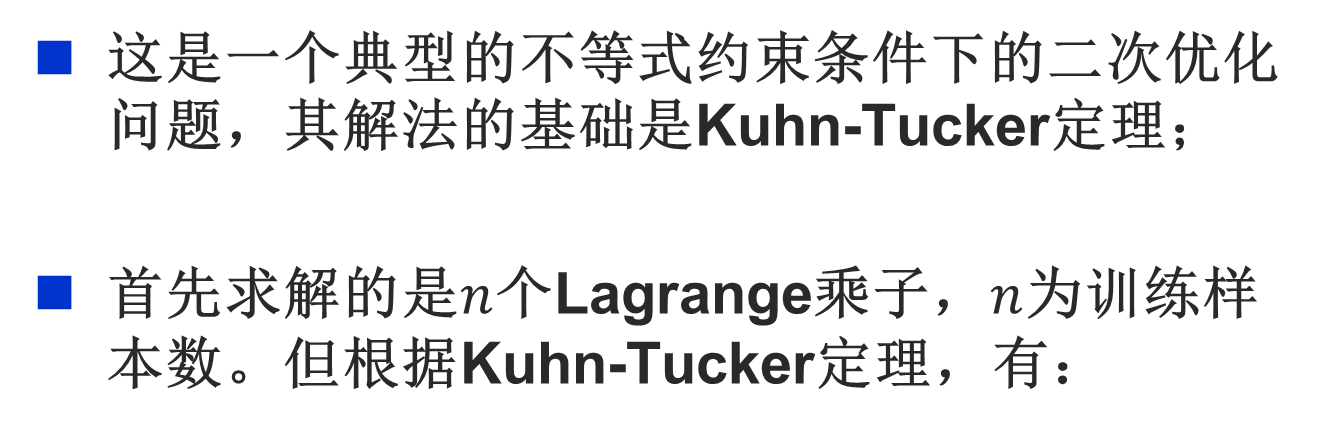 ■ 这是一个典型的不等式约束条件下的二次优化
问题，其解法的基础是Kuhn-Tucker定理；
■ 首先求解的是n个Lagrange乘子，n为训练样
本数。但根据Kuhn-Tucker定理，有：